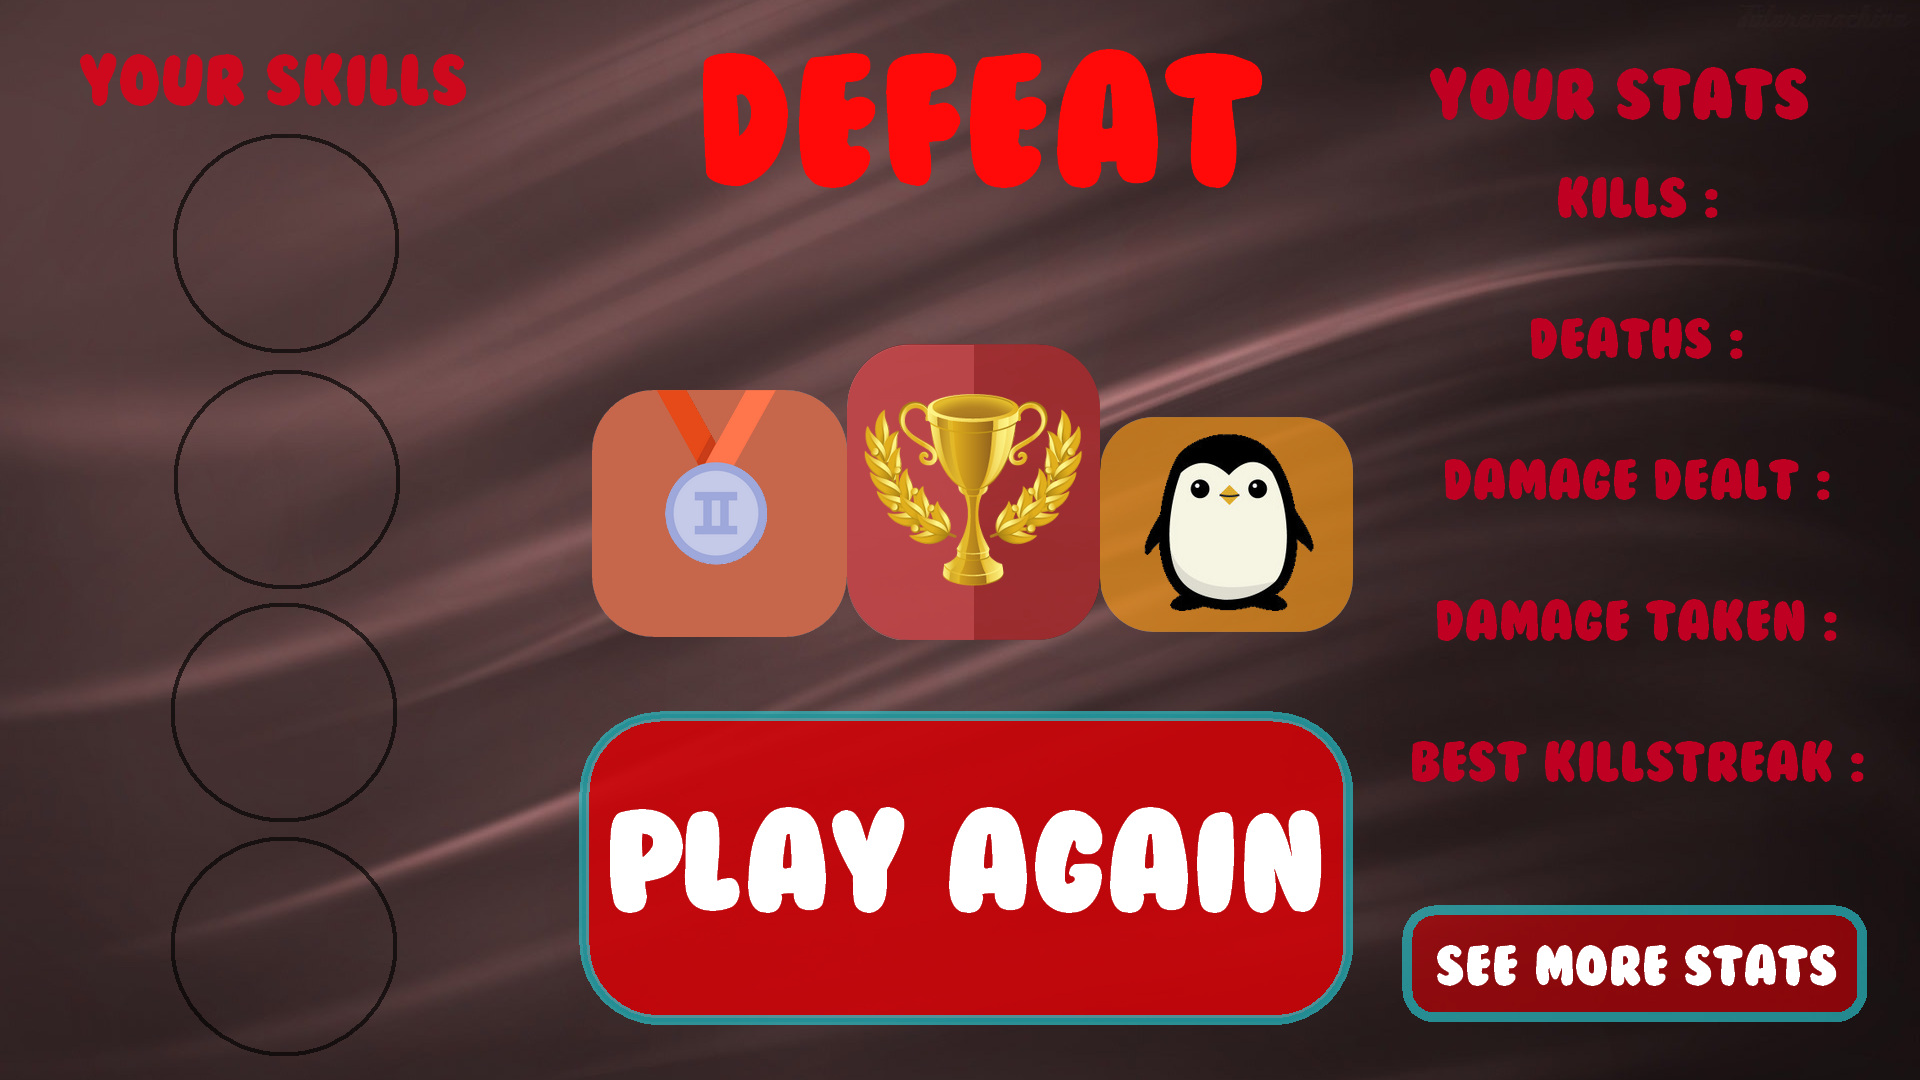 YOUR SKILLS
DEFEAT
II
PLAY AGAIN
YOUR STATS
KILLS :
DEATHS :
DAMAGE DEALT :
DAMAGE TAKEN :
BEST KILLSTREAK :
SEE MORE STATS